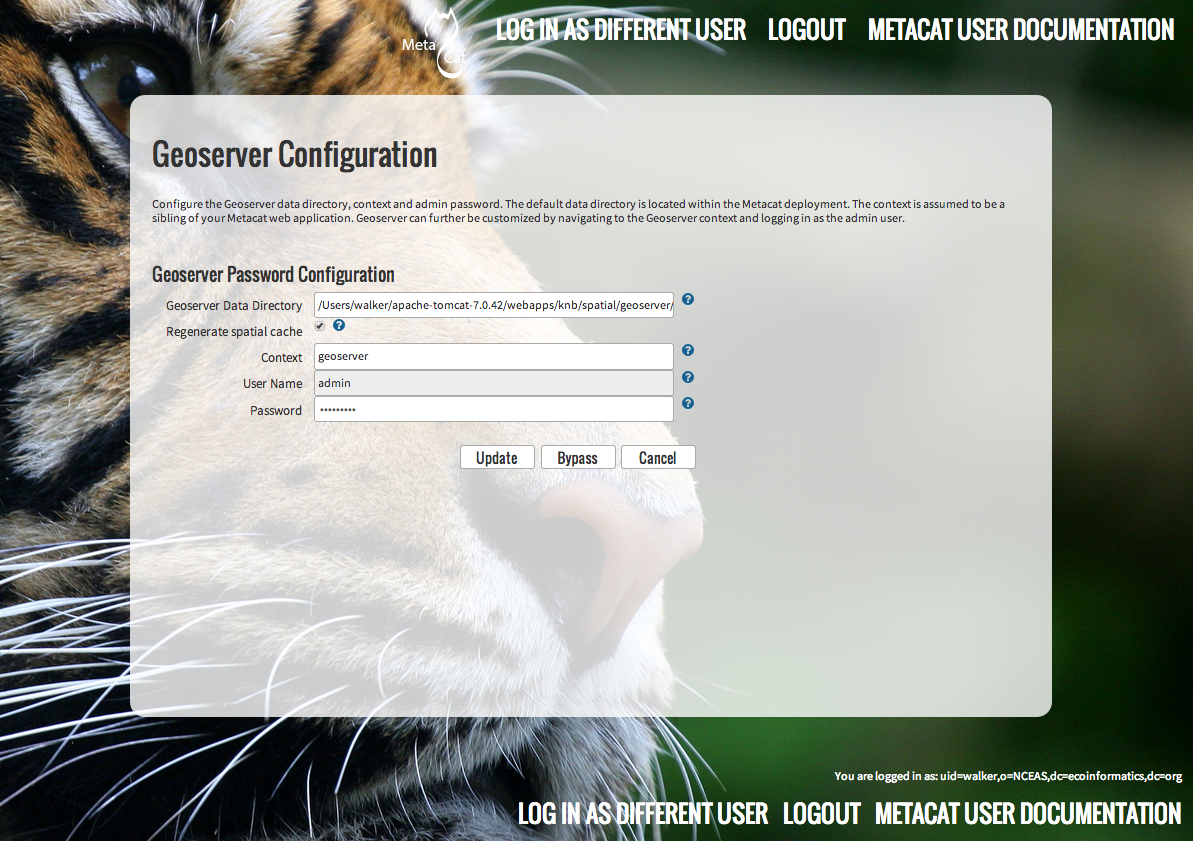 Meta
Cat
LOG IN AS DIFFERENT USER LOGOUT METACAT USER DOCUMENTATION
Geoserver Configuration
Configure the Geoserver data directory, context and admin password. The default data directory is located within the Metacat deployment. The context is assumed to be a
sibling of your Metacat web application. Geoserver can further be customized by navigating to the Geoserver context and logging in as the admin user.
Geoserver Password Configuration
Geoserver Data Directory /Users/walker/apache-tomcat-7.0.42/webapps/knb/spatial/geoserver/ ?
Regenerate spatial cache ?
Context geoserver ?
User Name admin ?
Password ••••••••• ?
Update Bypass Cancel
You are logged in as: uid=walker,o=NCEAS,dc=ecoinformatics,dc=org
LOG IN AS DIFFERENT USER LOGOUT METACAT USER DOCUMENTATION